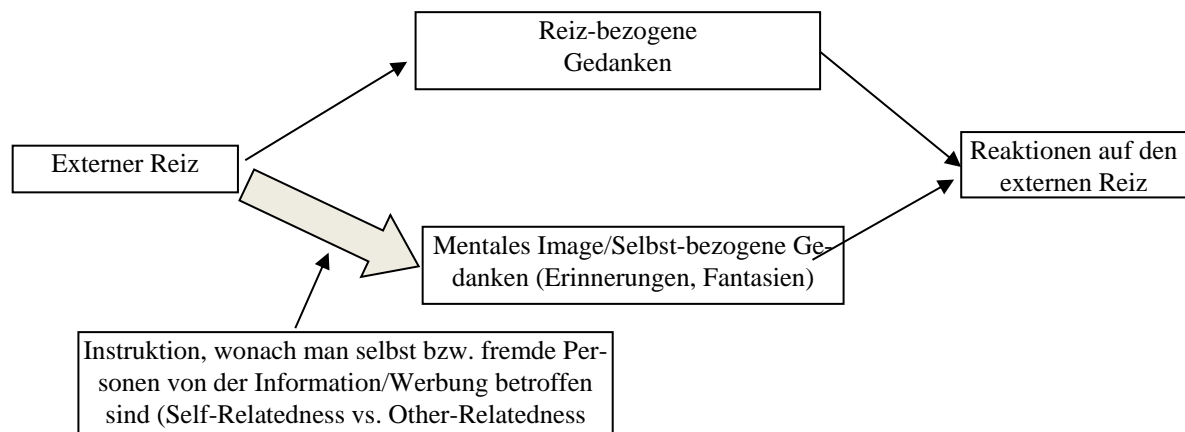 Reiz-bezogene
Gedanken
Externer Reiz
Reaktionen auf den
externen Reiz
Mentales Image/Selbst-bezogene Ge-
danken (Erinnerungen, Fantasien)
Instruktion, wonach man selbst bzw. fremde Per-
sonen von der Information/Werbung betroffen
sind (Self-Relatedness vs. Other-Relatedness